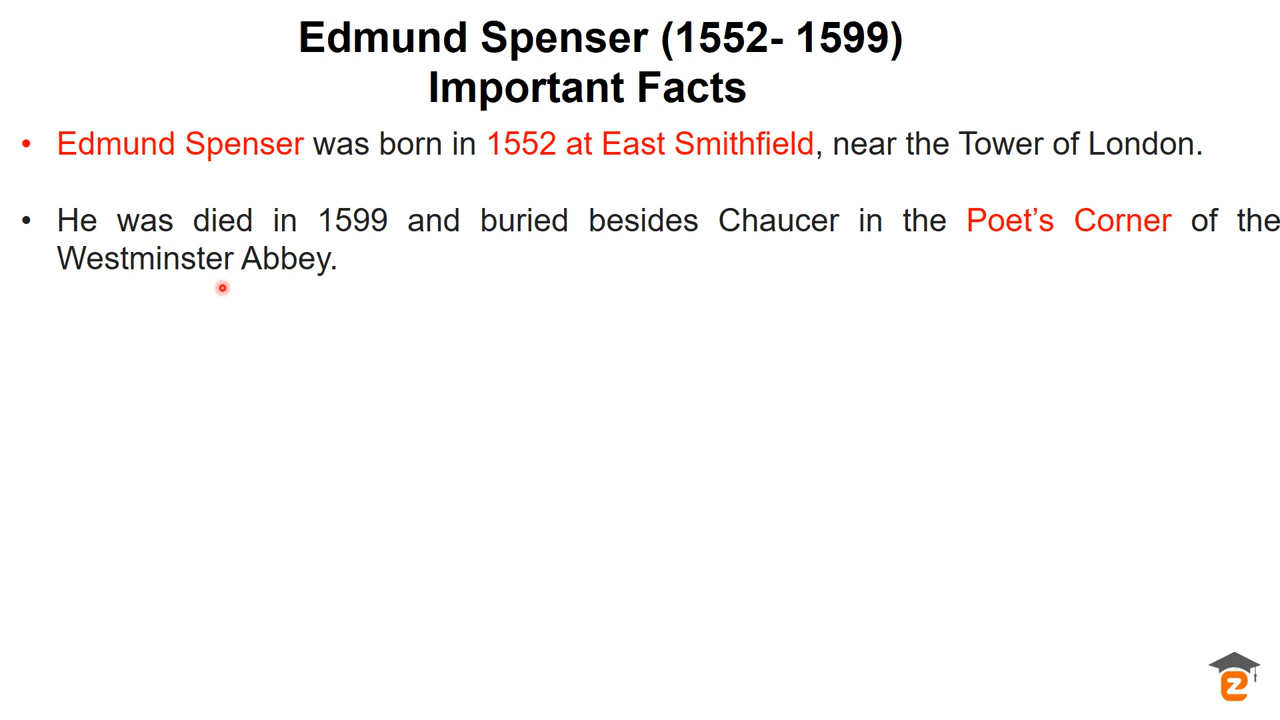 Edmund Spenser (1552- 1599)
Important Facts
• Edmund Spenser was born in 1552 at East Smithfield, near the Tower of London.
• He was died in 1599 and buried besides Chaucer in the Poet’s Corner of the
Westminster Abbey.
z